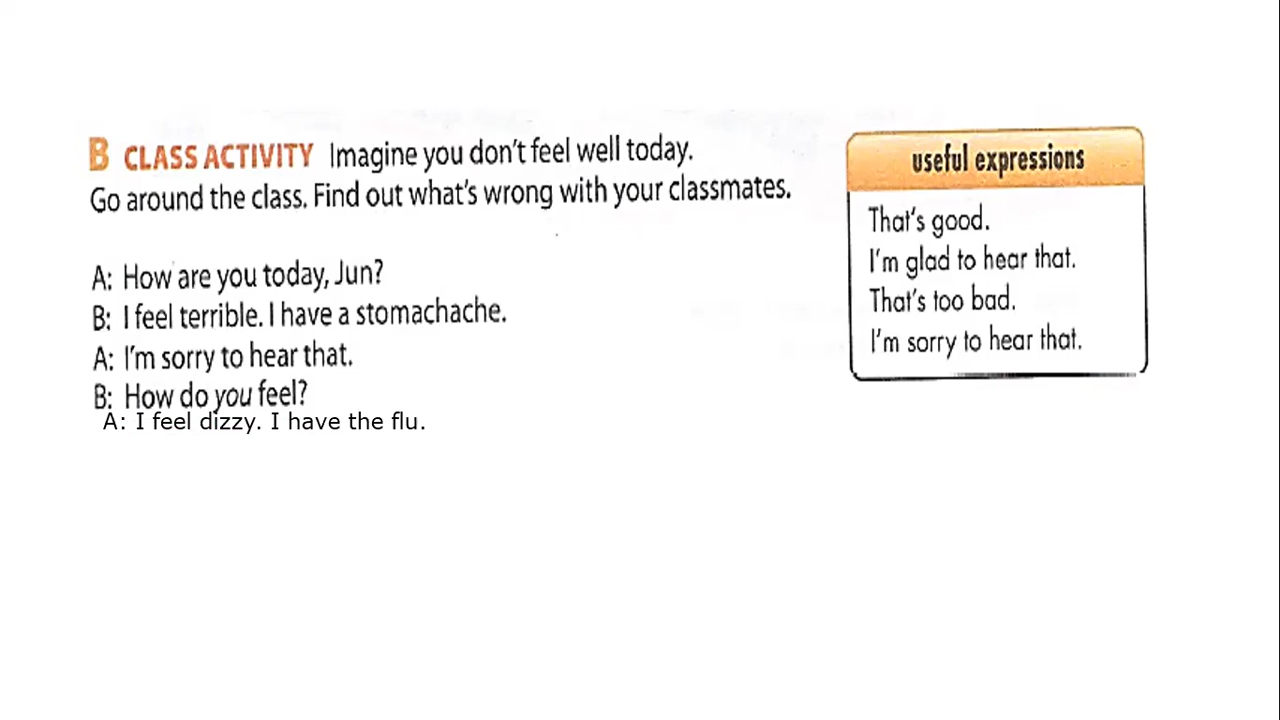 B CLASS ACTIVITY Imagine you don't feel well today.
Go around the class. Find out what's wrong with your classmates.
A: How are you today, Jun?
B: I feel terrible. I have a stomachache.
A: I'm sorry to hear that.
B: How do you feel?
A: I feel dizzy. I have the flu.
useful expressions
That's good.
I'm glad to hear that.
That's too bad.
I'm sorry to hear that.